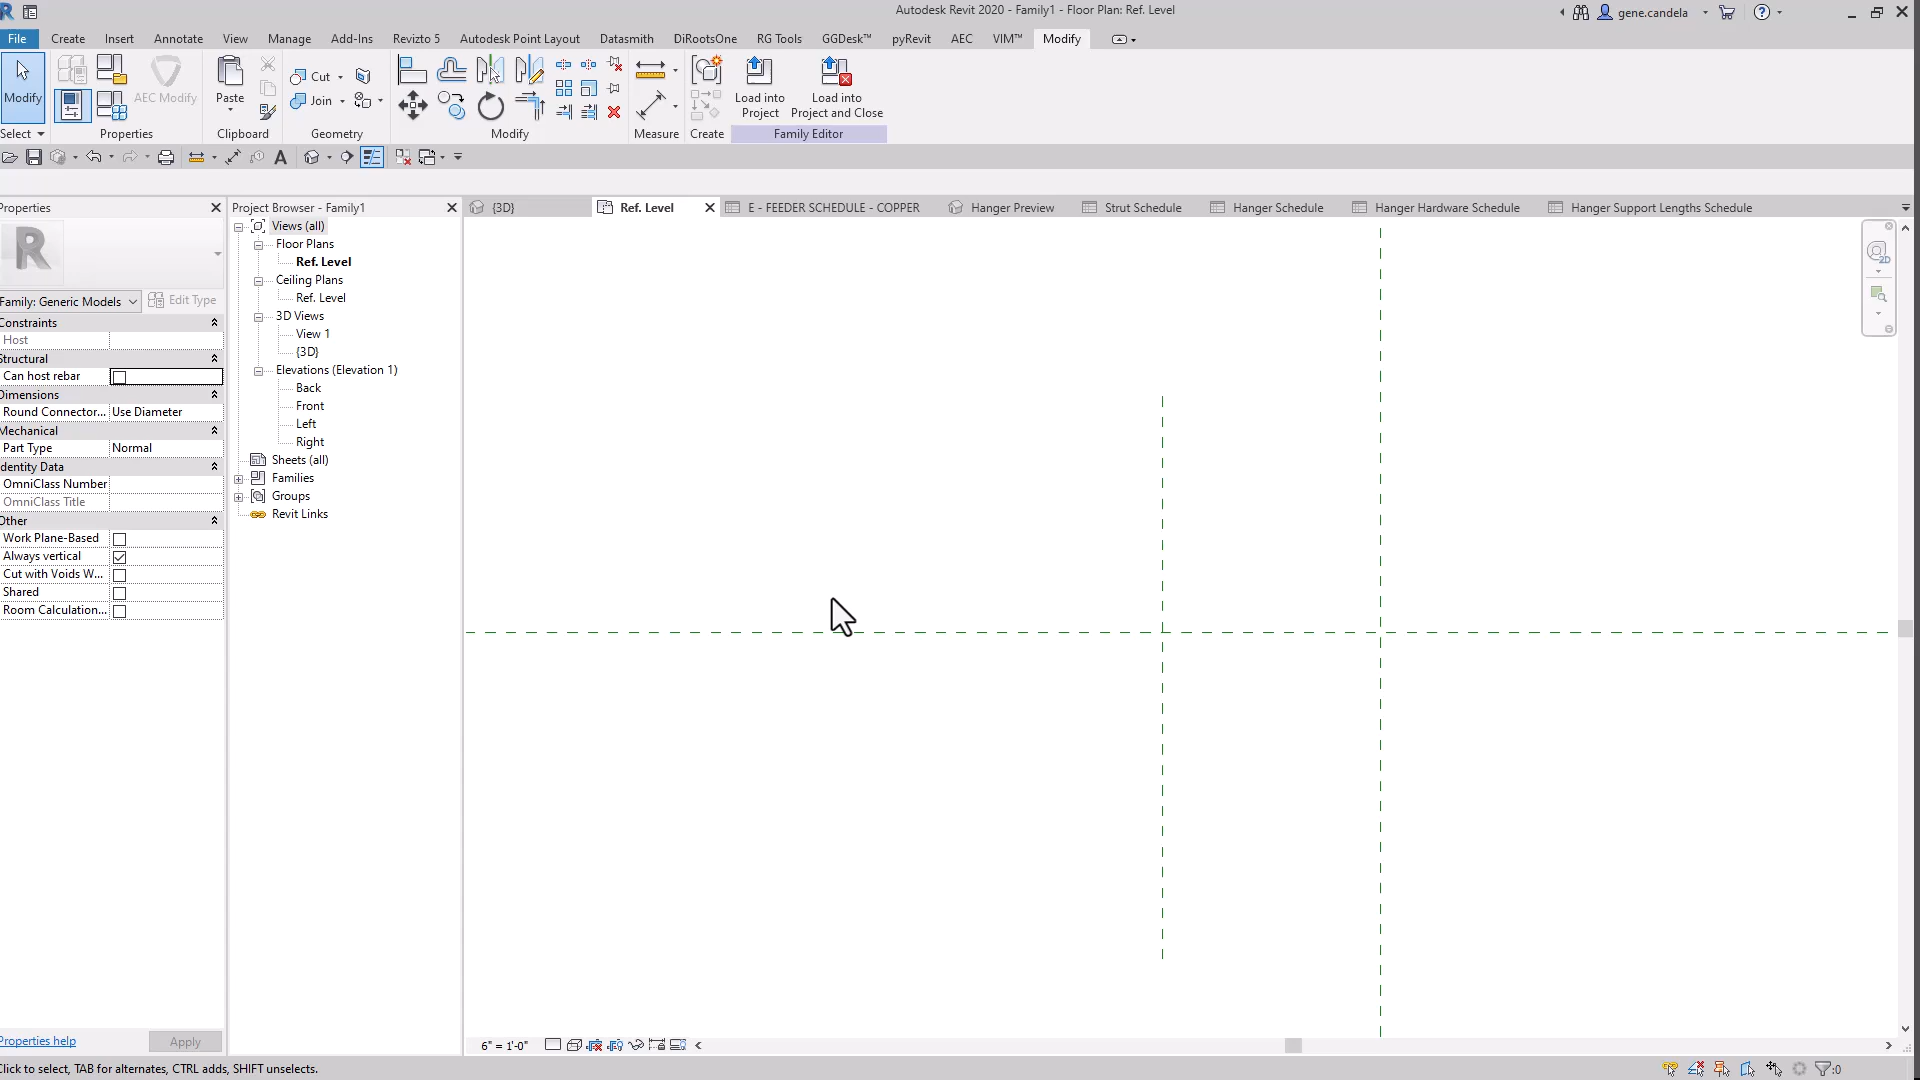 Autodesk Revit 2020 - Family1 - Floor Plan: Ref. Level
gene.candela
File Create Insert Annotate View Manage Add-Ins Revizto 5 Autodesk Point Layout Datasmith DiRootsOne RG Tools GGDesk™ pyRevit AEC VIM™ Modify
Modify
AEC Modify
Paste
Cut
Join
Load into
Project
Load into
Project and Close
Select
Properties
Clipboard
Geometry
Modify
Measure
Create
Family Editor
Properties
Project Browser - Family1
{3D}
Ref. Level
E - FEEDER SCHEDULE - COPPER
Hanger Preview
Strut Schedule
Hanger Schedule
Hanger Hardware Schedule
Hanger Support Lengths Schedule
R
Family: Generic Models
Edit Type
Constraints
Host
Structural
Can host rebar
Dimensions
Round Connector... Use Diameter
Mechanical
Part Type Normal
dentity Data
OmniClass Number
OmniClass Title
Other
Work Plane-Based
Always vertical
Cut with Voids W...
Shared
Room Calculation...
Properties help
Apply
Views (all)
Floor Plans
Ref. Level
Ceiling Plans
Ref. Level
3D Views
View 1
{3D}
Elevations (Elevation 1)
Back
Front
Left
Right
Sheets (all)
Families
Groups
Revit Links
2D
6" = 1'-0"
Click to select, TAB for alternates, CTRL adds, SHIFT unselects.
:0